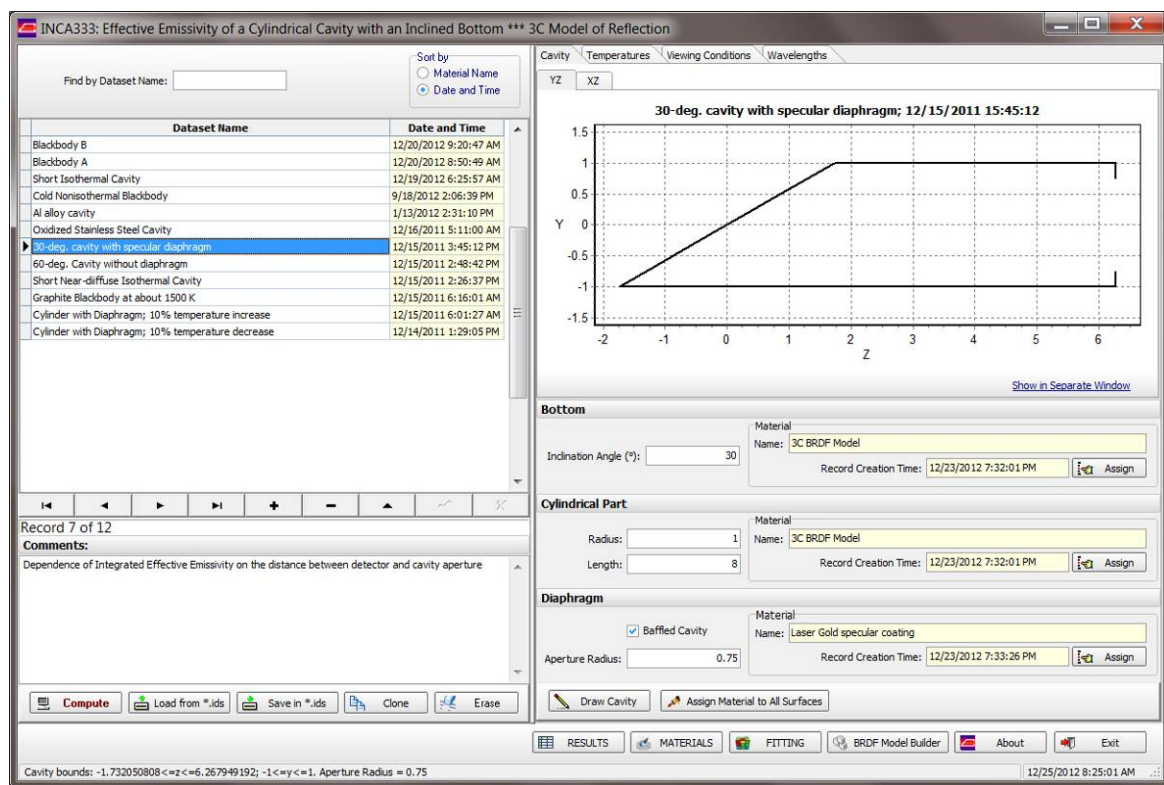 INCA333: Effective Emissivity of a Cylindrical Cavity with an Inclined Bottom *** 3C Model of Reflection
Find by Dataset Name:
Sort by
Material Name
Date and Time
Dataset Name Date and Time
Blackbody B 12/20/2012 9:20:47 AM
Blackbody A 12/20/2012 8:50:49 AM
Short Isothermal Cavity 12/19/2012 6:25:57 AM
Cold Nonisothermal Blackbody 9/18/2012 2:06:39 PM
Al alloy cavity 1/13/2012 2:31:10 PM
Oxidized Stainless Steel Cavity 12/16/2011 5:11:00 AM
30-deg. cavity with specular diaphragm 12/15/2011 3:45:12 PM
60-deg. Cavity without diaphragm 12/15/2011 2:48:42 PM
Short Near-diffuse Isothermal Cavity 12/15/2011 2:26:37 PM
Graphite Blackbody at about 1500 K 12/15/2011 6:16:01 AM
Cylinder with Diaphragm; 10% temperature increase 12/15/2011 6:01:27 AM
Cylinder with Diaphragm; 10% temperature decrease 12/14/2011 1:29:05 PM
Record 7 of 12
Comments:
Dependence of Integrated Effective Emissivity on the distance between detector and cavity aperture
Compute Load from *.ids Save in *.ids Clone Erase
Cavity Temperatures Viewing Conditions Wavelengths
YZ XZ
30-deg. cavity with specular diaphragm; 12/15/2011 15:45:12
1.5
1
0.5
Y 0
-0.5
-1
-1.5
-2 -1 0 1 2 3 4 5 6
Z
Show in Separate Window
Bottom
Inclination Angle (º): 30
Material
Name: 3C BRDF Model
Record Creation Time: 12/23/2012 7:32:01 PM Assign
Cylindrical Part
Radius: 1
Length: 8
Material
Name: 3C BRDF Model
Record Creation Time: 12/23/2012 7:32:01 PM Assign
Diaphragm
Baffled Cavity
Aperture Radius: 0.75
Material
Name: Laser Gold specular coating
Record Creation Time: 12/23/2012 7:33:26 PM Assign
Draw Cavity Assign Material to All Surfaces
RESULTS MATERIALS FITTING BRDF Model Builder About Exit
Cavity bounds: -1.732050808<=z<=6.267949192; -1<=y<=1. Aperture Radius = 0.75 12/25/2012 8:25:01 AM